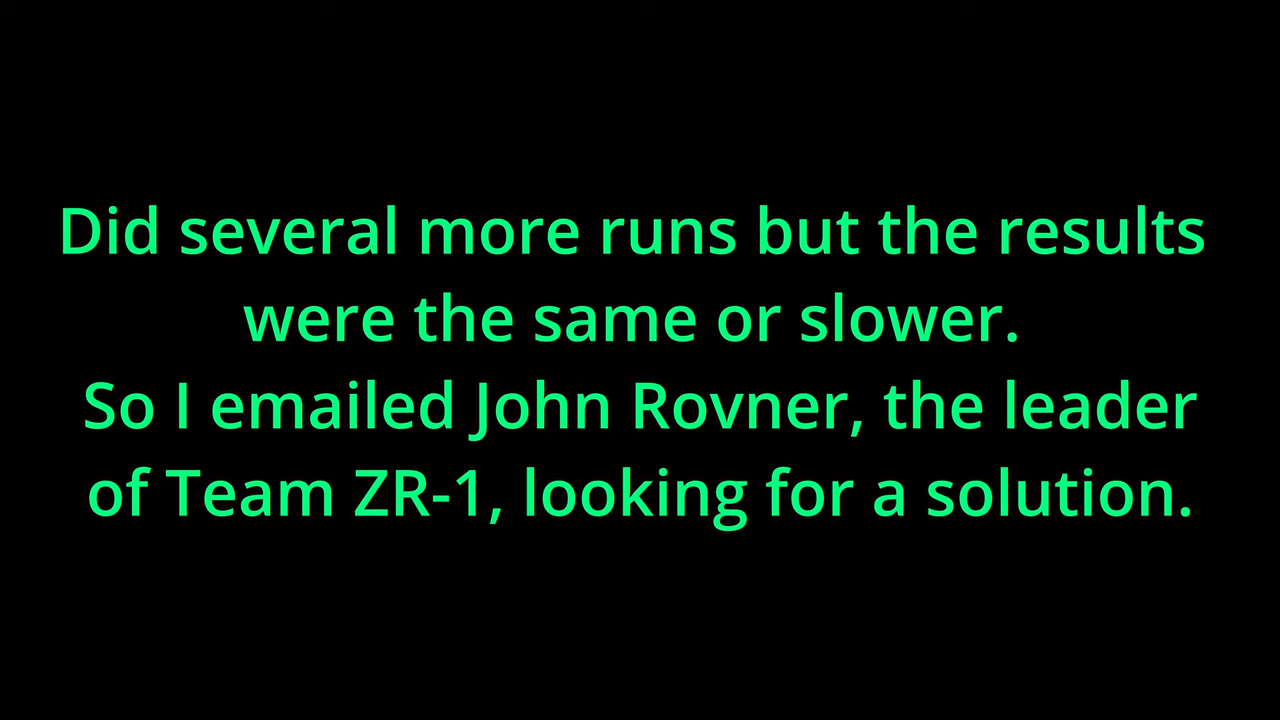 Did several more runs but the results
were the same or slower.
So I emailed John Rovner, the leader
of Team ZR-1, looking for a solution.